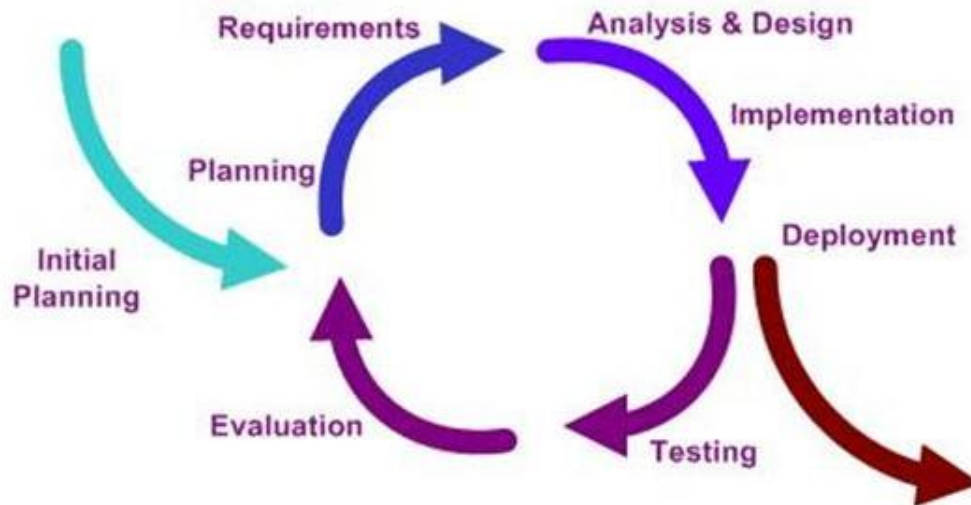 Requirements
Analysis & Design
Implementation
Planning
Deployment
Initial
Planning
Evaluation
Testing